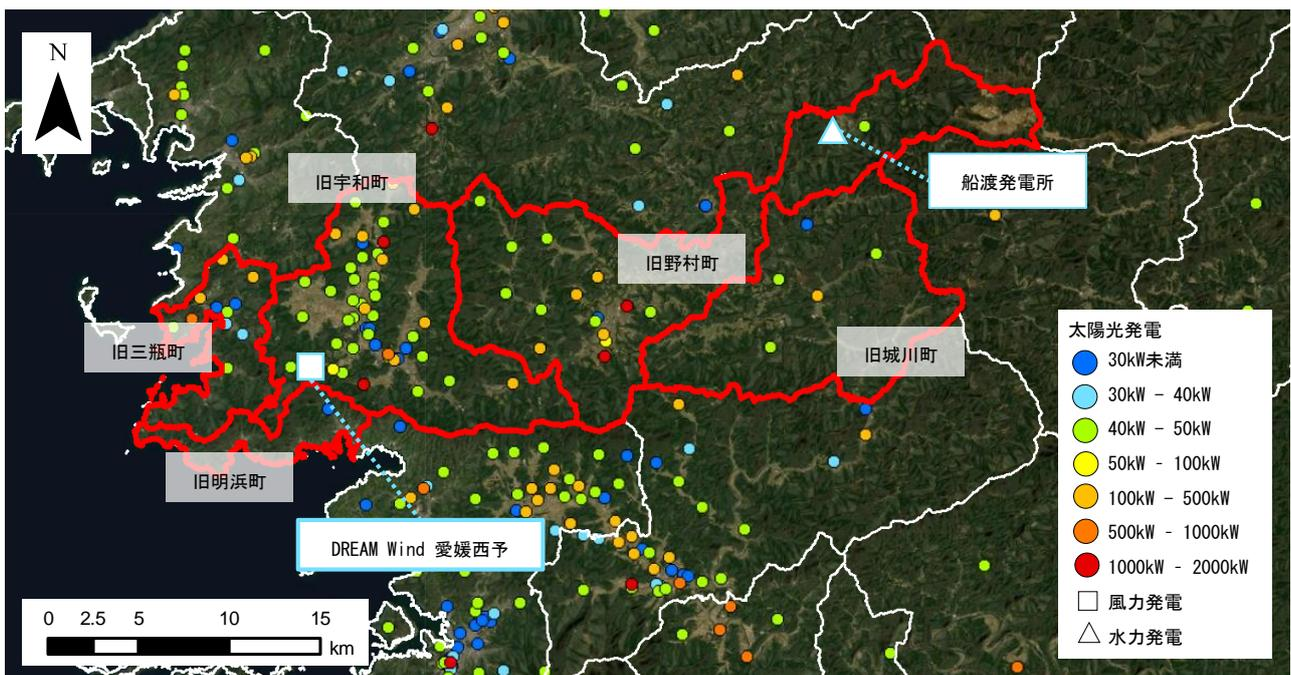 N
旧宇和町
船渡発電所
旧野村町
旧三瓶町
旧城川町
旧明浜町
DREAM Wind 愛媛西予
太陽光発電
30kW未満
30kW － 40kW
40kW － 50kW
50kW - 100kW
100kW － 500kW
500kW - 1000kW
1000kW - 2000kW
風力発電
水力発電
0 2.5 5 10 15
km